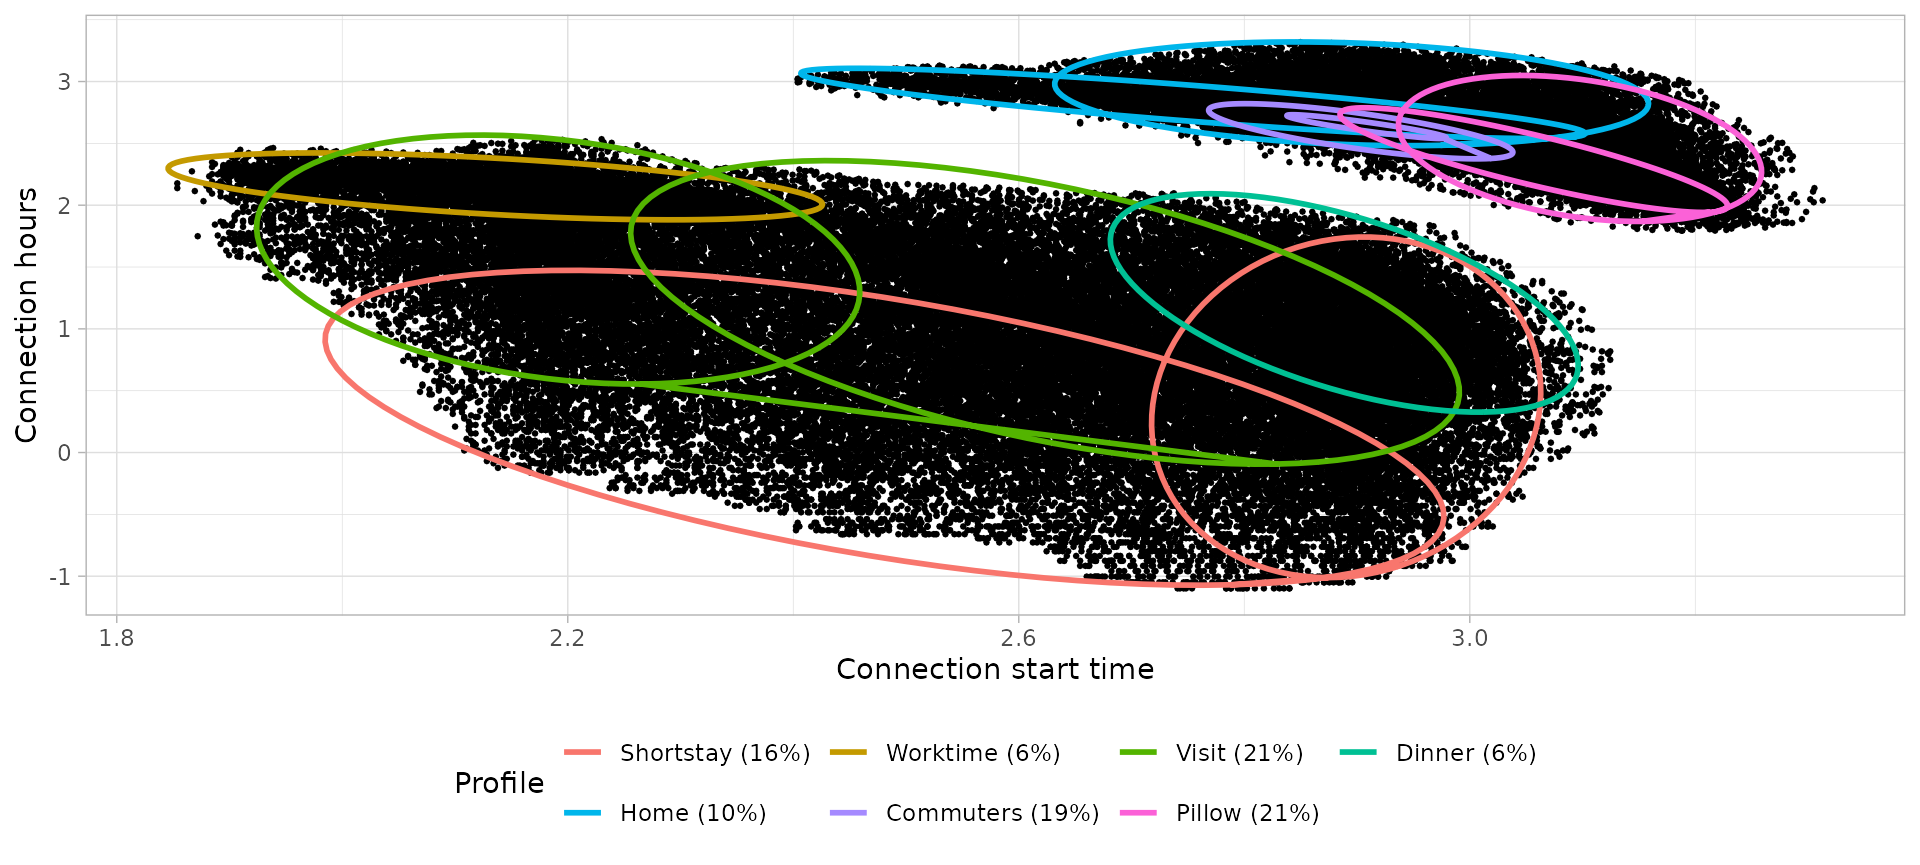 3
2
1
0
-1
Connection hours
1.8 2.2 2.6 3.0
Connection start time
Profile
Shortstay (16%) Worktime (6%) Visit (21%) Dinner (6%)
Home (10%) Commuters (19%) Pillow (21%)